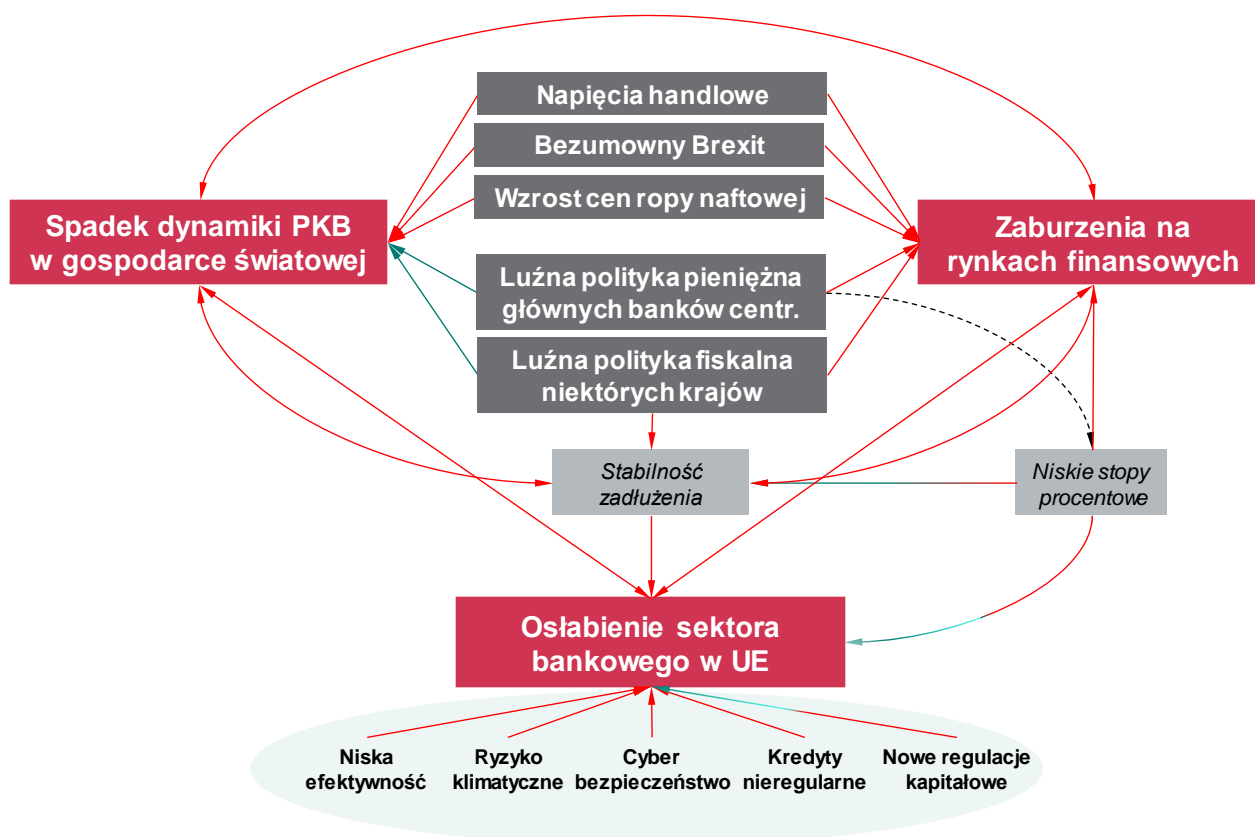 Napięcia handlowe
Bezumowny Brexit
Wzrost cen ropy naftowej
Spadek dynamiki PKB
w gospodarce światowej
Zaburzenia na
rynkach finansowych
Luźna polityka pieniężna
głównych banków centr.
Luźna polityka fiskalna
niektórych krajów
Stabilność
zadłużenia
Niskie stopy
procentowe
Osłabienie sektora
bankowego w UE
Niska
efektywność
Ryzyko
klimatyczne
Cyber
bezpieczeństwo
Kredyty
nieregularne
Nowe regulacje
kapitałowe